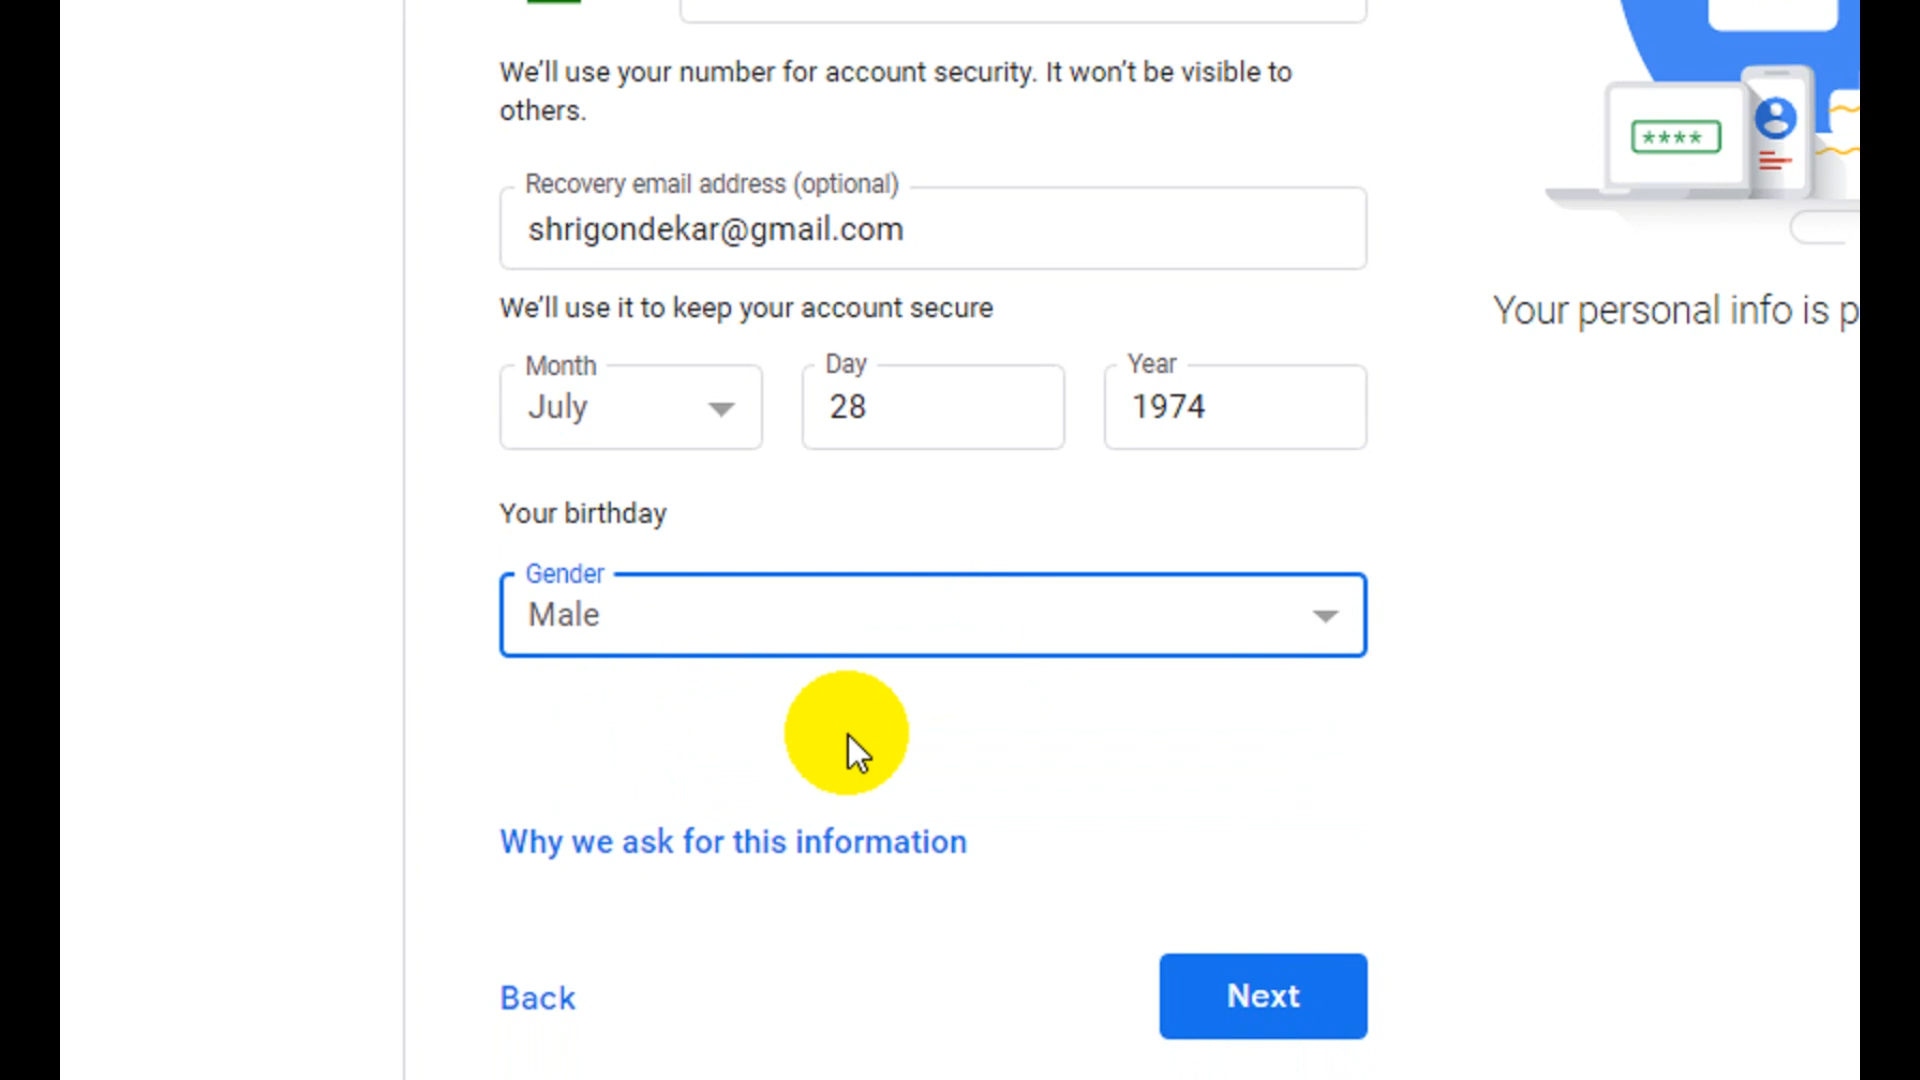 We'll use your number for account security. It won't be visible to
others.
Recovery email address (optional)
shrigondekar@gmail.com
We'll use it to keep your account secure
Month
July
Day
28
Year
1974
Your birthday
Gender
Male
Why we ask for this information
Back
Next
****
Your personal info is p